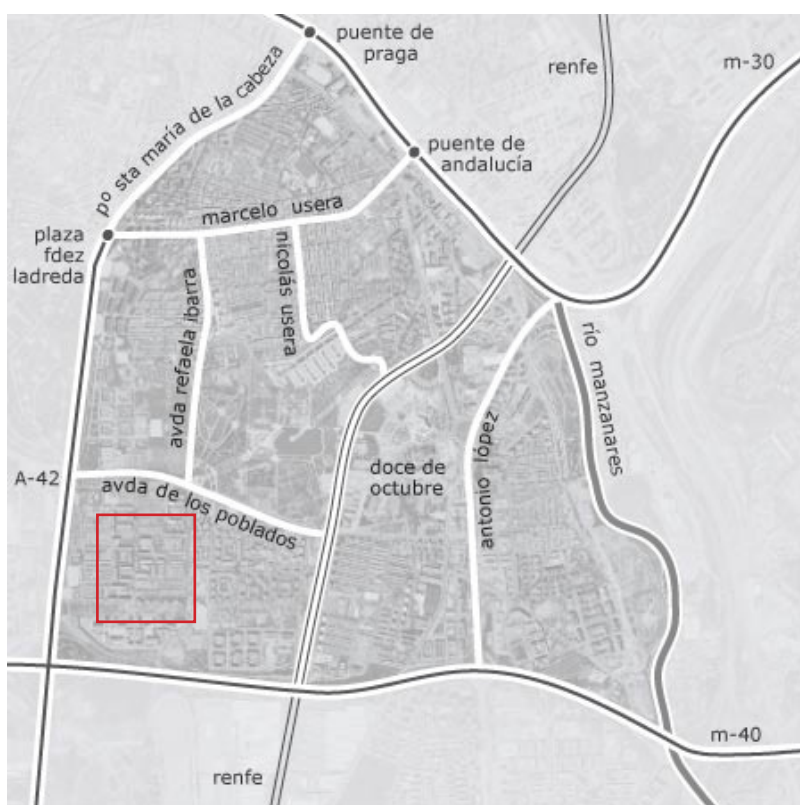 puente de
praga
renfe
m-30
pº sta maría de la cabeza
puente de
andalucía
marcelo usera
plaza
fdez
ladreda
nicolás usera
avda refaela ibarra
río manzanares
antonio lópez
doce de
octubre
A-42
avda de los poblados
m-40
renfe